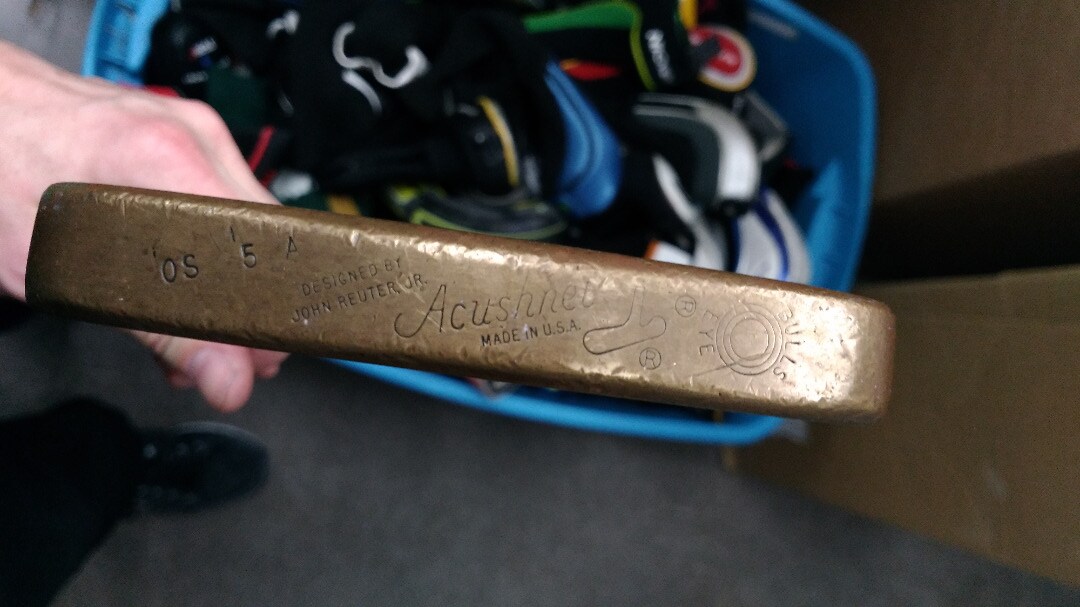 OS 5 A
DESIGNED BY
JOHN REUTER, JR.
Acushnet
MADE IN U.S.A.
®
®
BULLS
EYE